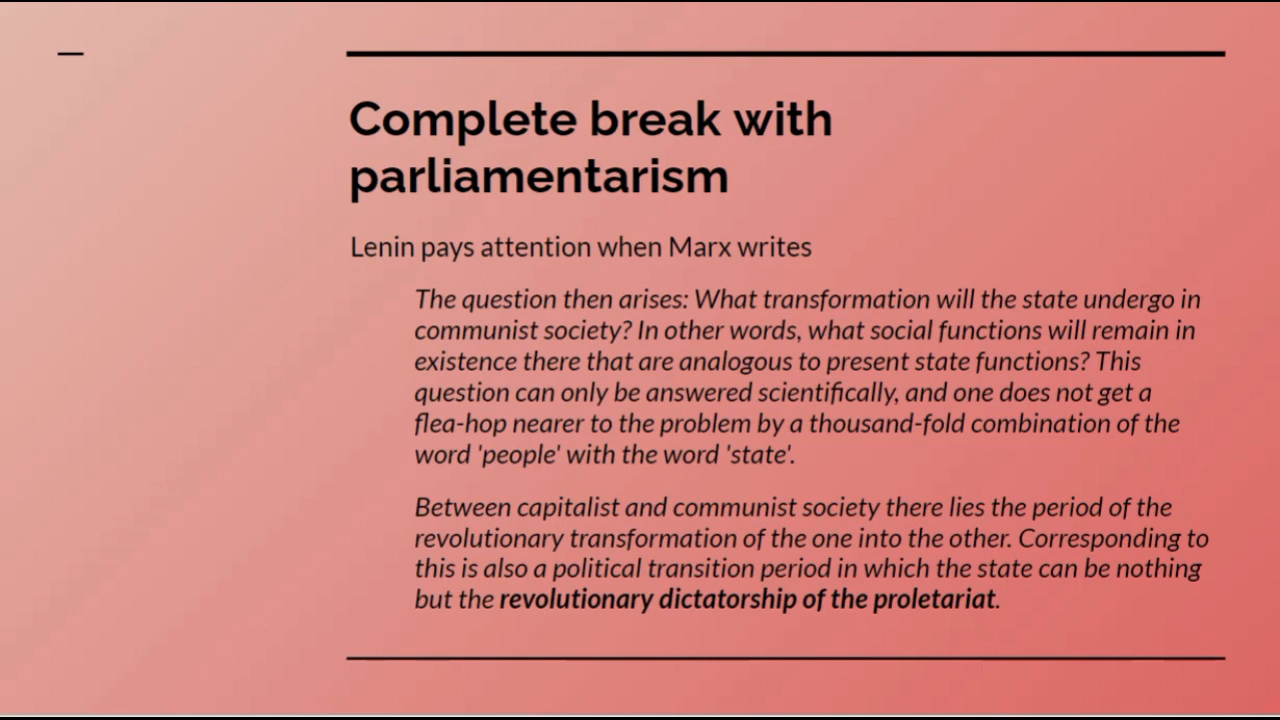 Complete break with
parliamentarism
Lenin pays attention when Marx writes
The question then arises: What transformation will the state undergo in
communist society? In other words, what social functions will remain in
existence there that are analogous to present state functions? This
question can only be answered scientifically, and one does not get a
flea-hop nearer to the problem by a thousand-fold combination of the
word 'people' with the word 'state'.
Between capitalist and communist society there lies the period of the
revolutionary transformation of the one into the other. Corresponding to
this is also a political transition period in which the state can be nothing
but the revolutionary dictatorship of the proletariat.